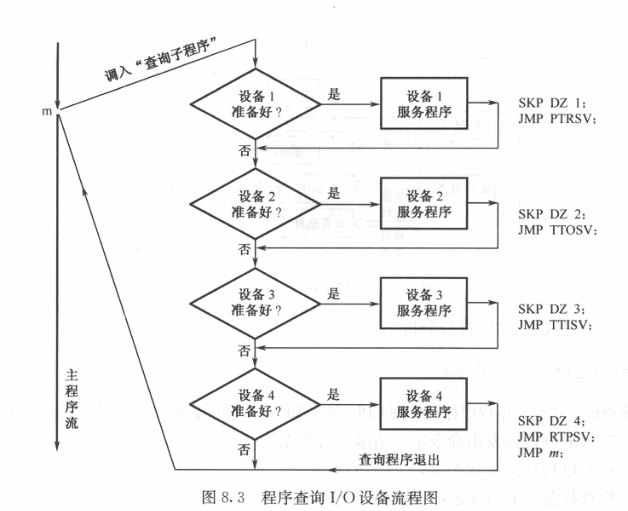 调入“查询子程序”
m
设备 1
准备好?
是
设备 1
服务程序
SKP DZ 1;
JMP PTRSV;
否
设备 2
准备好?
是
设备 2
服务程序
SKP DZ 2;
JMP TTOSV;
否
设备 3
准备好?
是
设备 3
服务程序
SKP DZ 3;
JMP TTISV;
否
主程序流
设备 4
准备好?
是
设备 4
服务程序
SKP DZ 4;
JMP RTPSV;
JMP m;
否
查询程序退出
图 8.3 程序查询 I/O 设备流程图